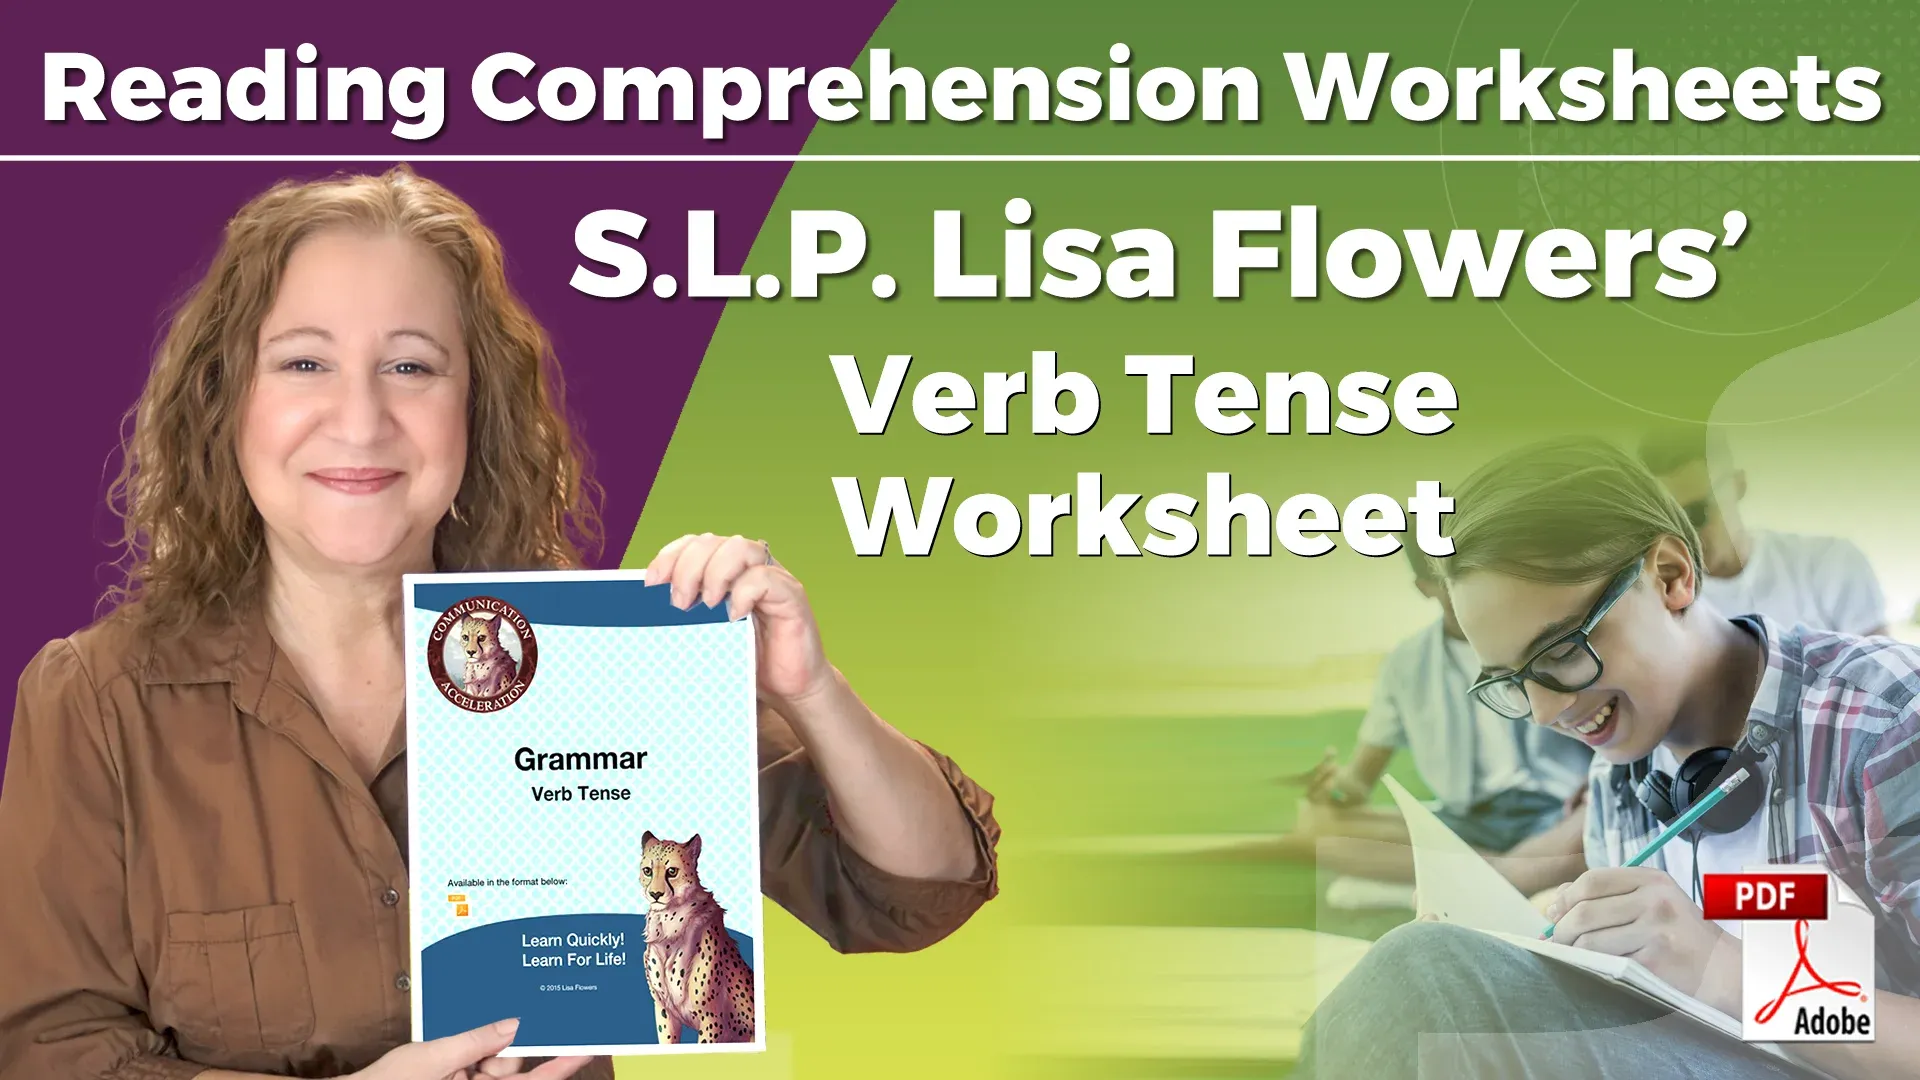 Reading Comprehension Worksheets
S.L.P. Lisa Flowers’
Verb Tense
Worksheet
COMMUNICATION
ACCELERATION
Grammar
Verb Tense
Available in the format below:
PDF
Learn Quickly!
Learn For Life!
© 2015 Lisa Flowers
PDF
Adobe